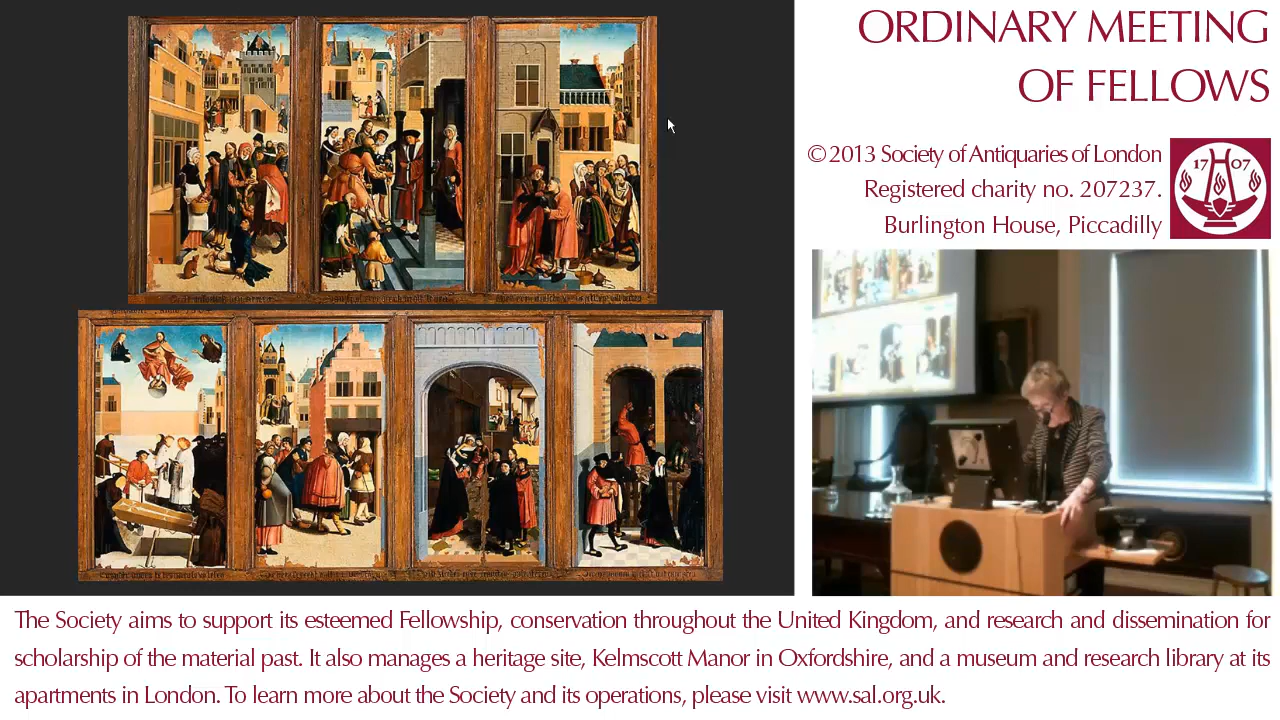 ORDINARY MEETING
OF FELLOWS
© 2013 Society of Antiquaries of London
Registered charity no. 207237.
Burlington House, Piccadilly
17 07
The Society aims to support its esteemed Fellowship, conservation throughout the United Kingdom, and research and dissemination for
scholarship of the material past. It also manages a heritage site, Kelmscott Manor in Oxfordshire, and a museum and research library at its
apartments in London. To learn more about the Society and its operations, please visit www.sal.org.uk.